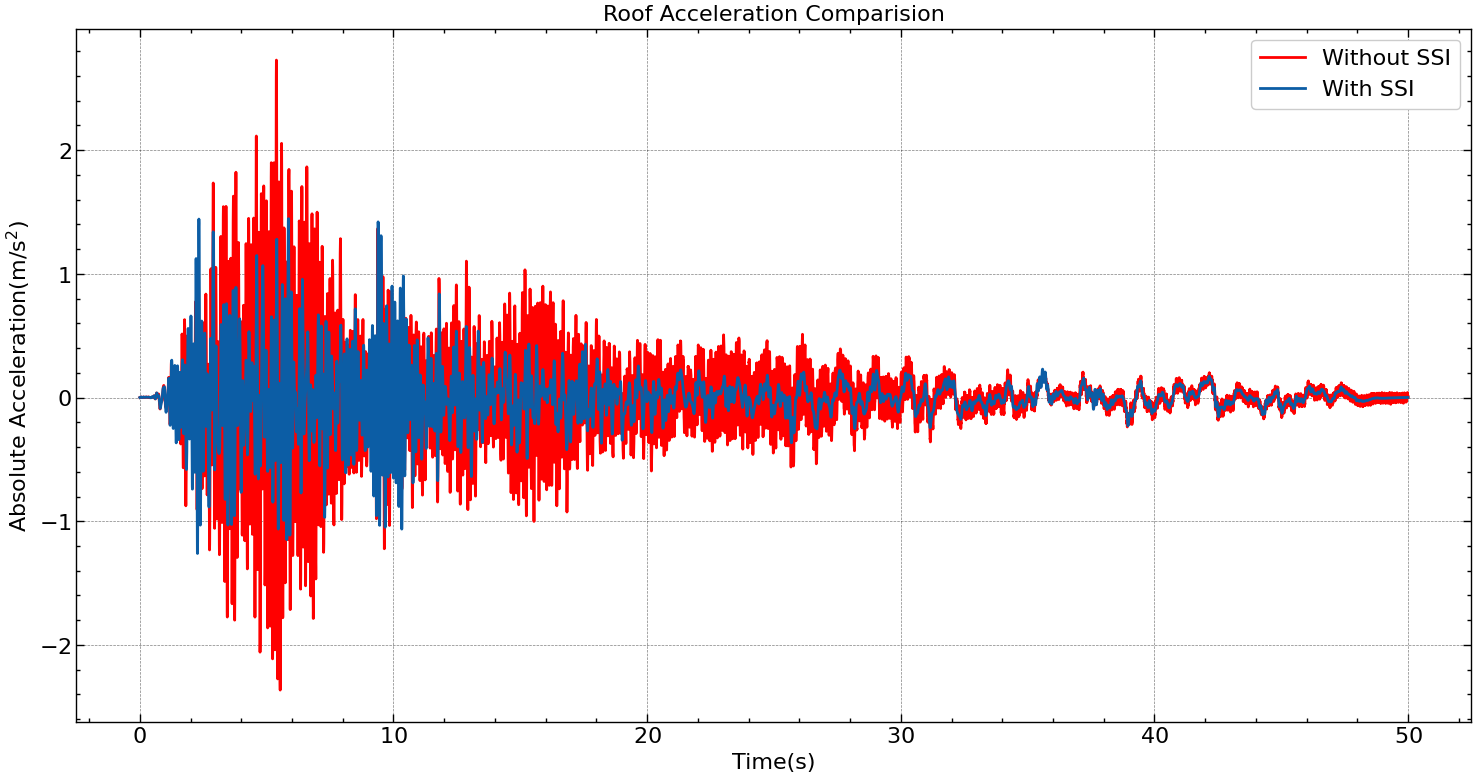 Roof Acceleration Comparision
Without SSI
With SSI
Absolute Acceleration(m/s²)
2
1
0
−1
−2
0 10 20 30 40 50
Time(s)